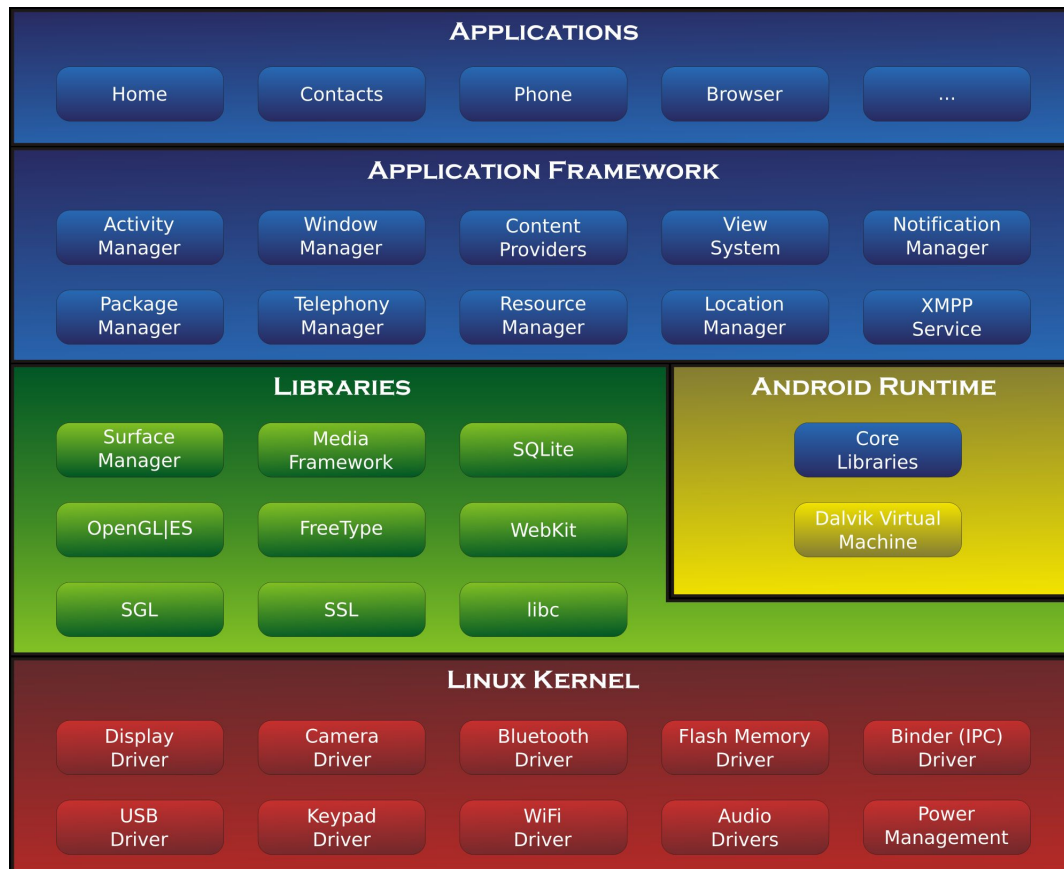 APPLICATIONS
Home
Contacts
Phone
Browser
...
APPLICATION FRAMEWORK
Activity
Manager
Window
Manager
Content
Providers
View
System
Notification
Manager
Package
Manager
Telephony
Manager
Resource
Manager
Location
Manager
XMPP
Service
LIBRARIES
Surface
Manager
Media
Framework
SQLite
OpenGL|ES
FreeType
WebKit
SGL
SSL
libc
ANDROID RUNTIME
Core
Libraries
Dalvik Virtual
Machine
LINUX KERNEL
Display
Driver
Camera
Driver
Bluetooth
Driver
Flash Memory
Driver
Binder (IPC)
Driver
USB
Driver
Keypad
Driver
WiFi
Driver
Audio
Drivers
Power
Management